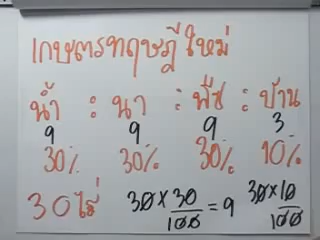 เกษตรทฤษฎีใหม่
น้ำ : นา : พืช : บ้าน
9 9 9 3
30% 30% 30% 10%
30ไร่ 30×30/100 = 9 30×10/100